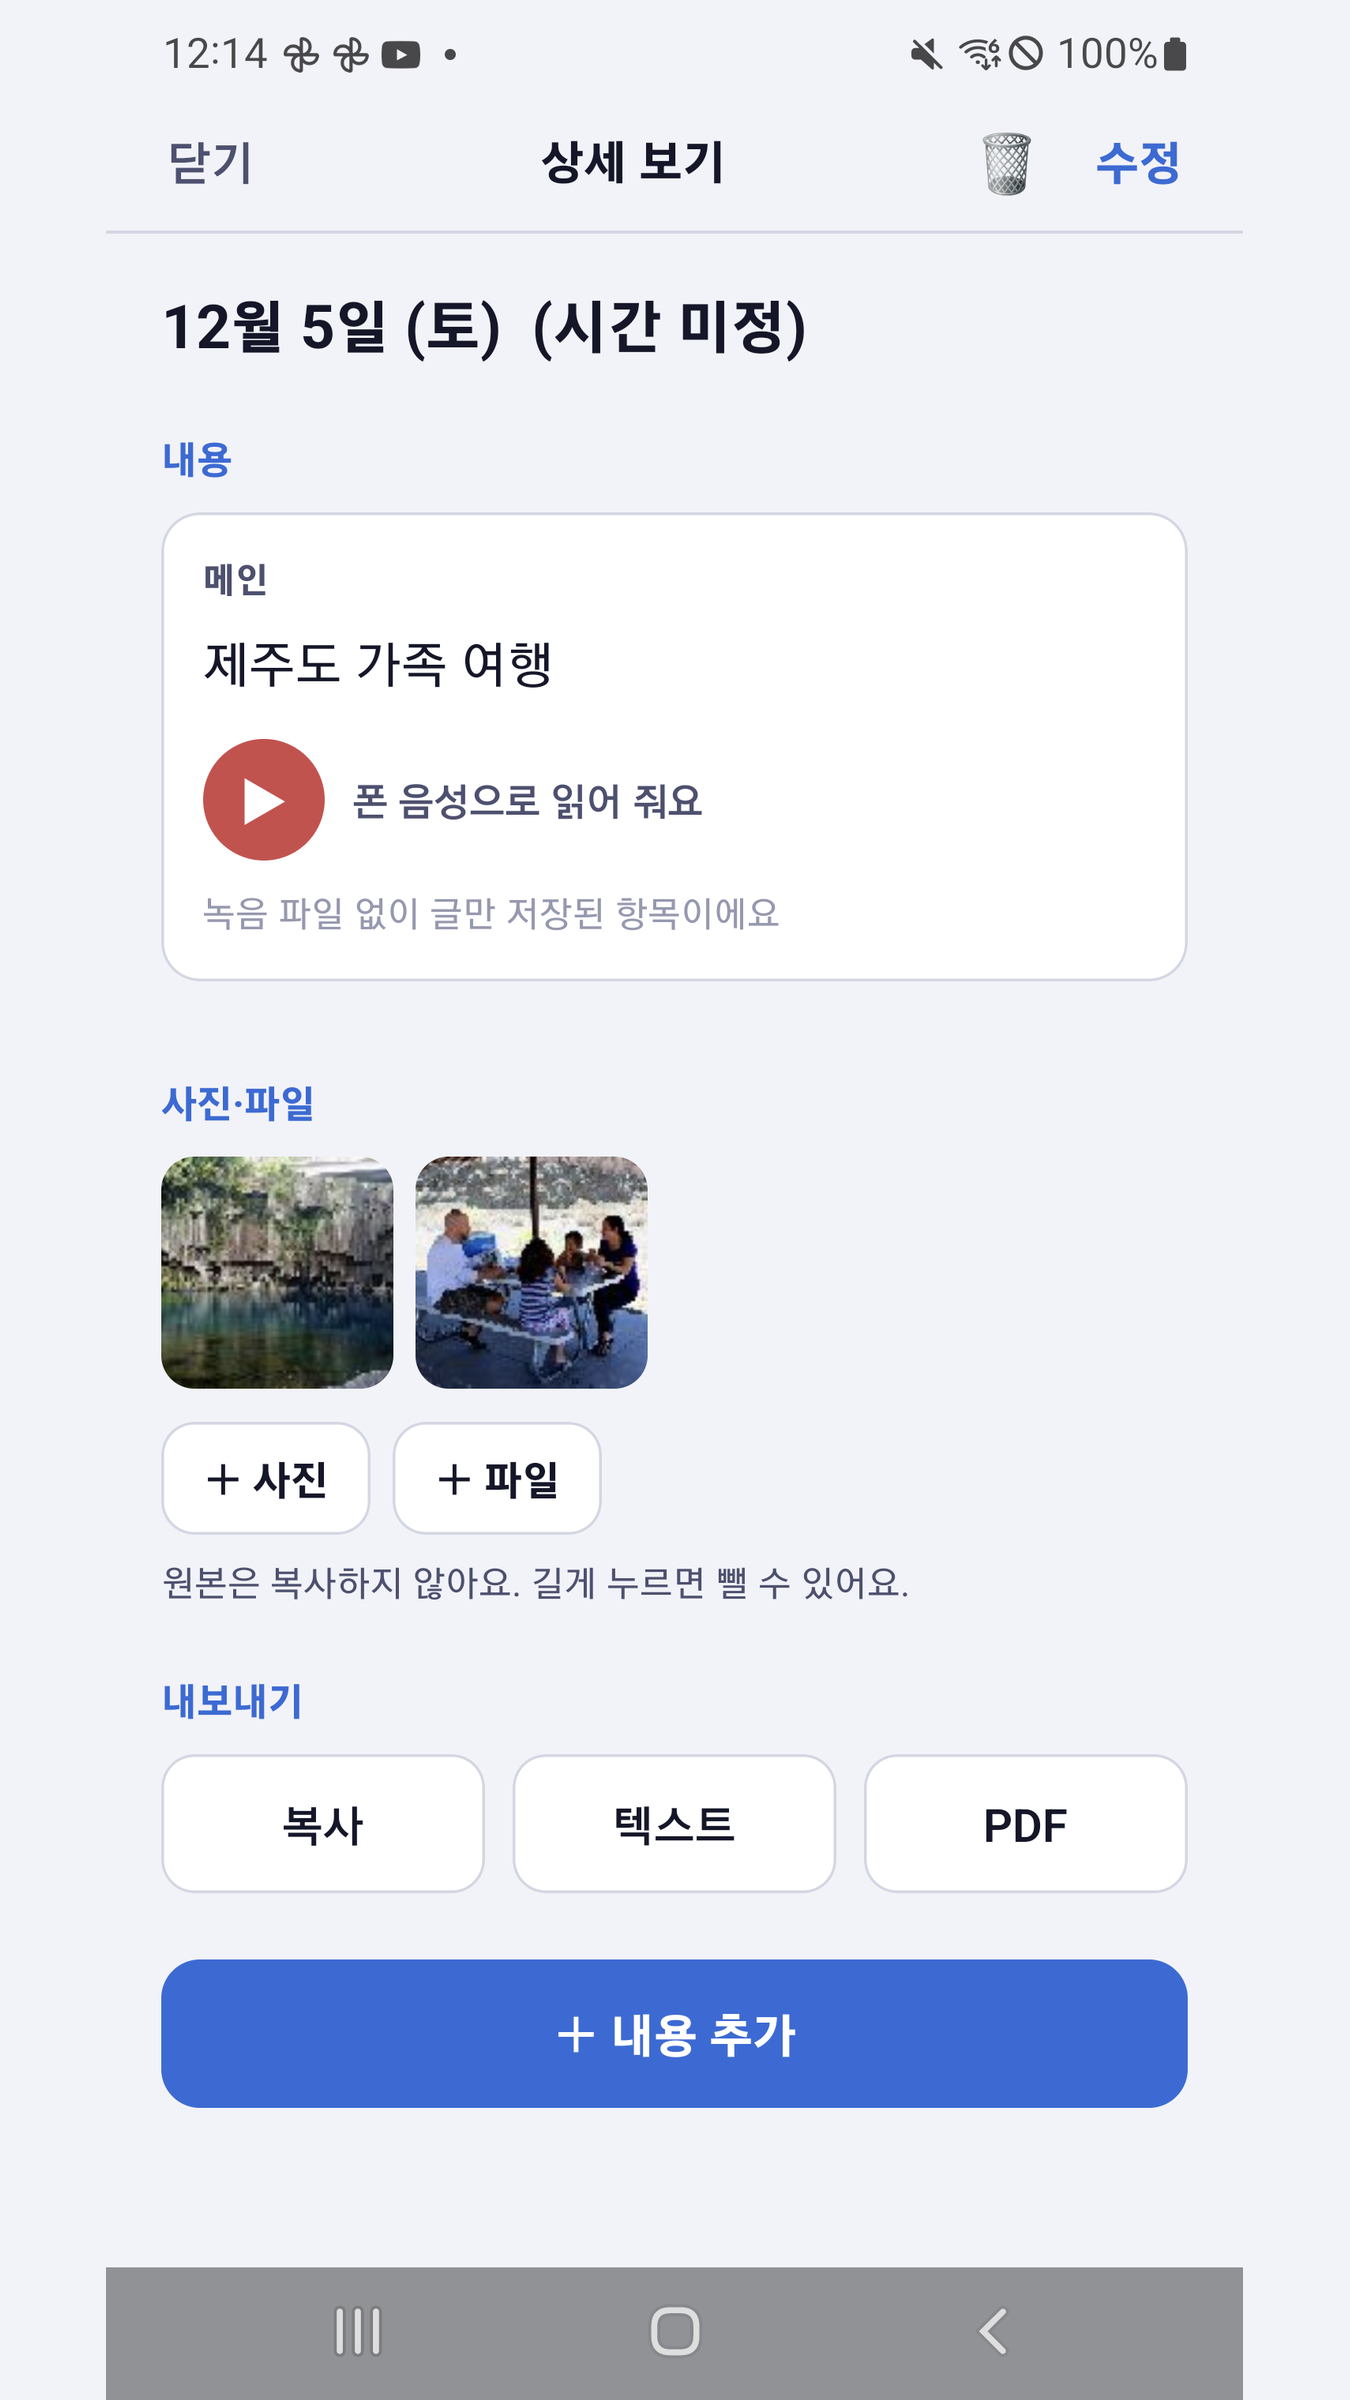 12:14
100%
닫기
상세 보기
수정
12월 5일 (토) (시간 미정)
내용
메인
제주도 가족 여행
폰 음성으로 읽어 줘요
녹음 파일 없이 글만 저장된 항목이에요
사진·파일
+ 사진
+ 파일
원본은 복사하지 않아요. 길게 누르면 뺄 수 있어요.
내보내기
복사
텍스트
PDF
+ 내용 추가